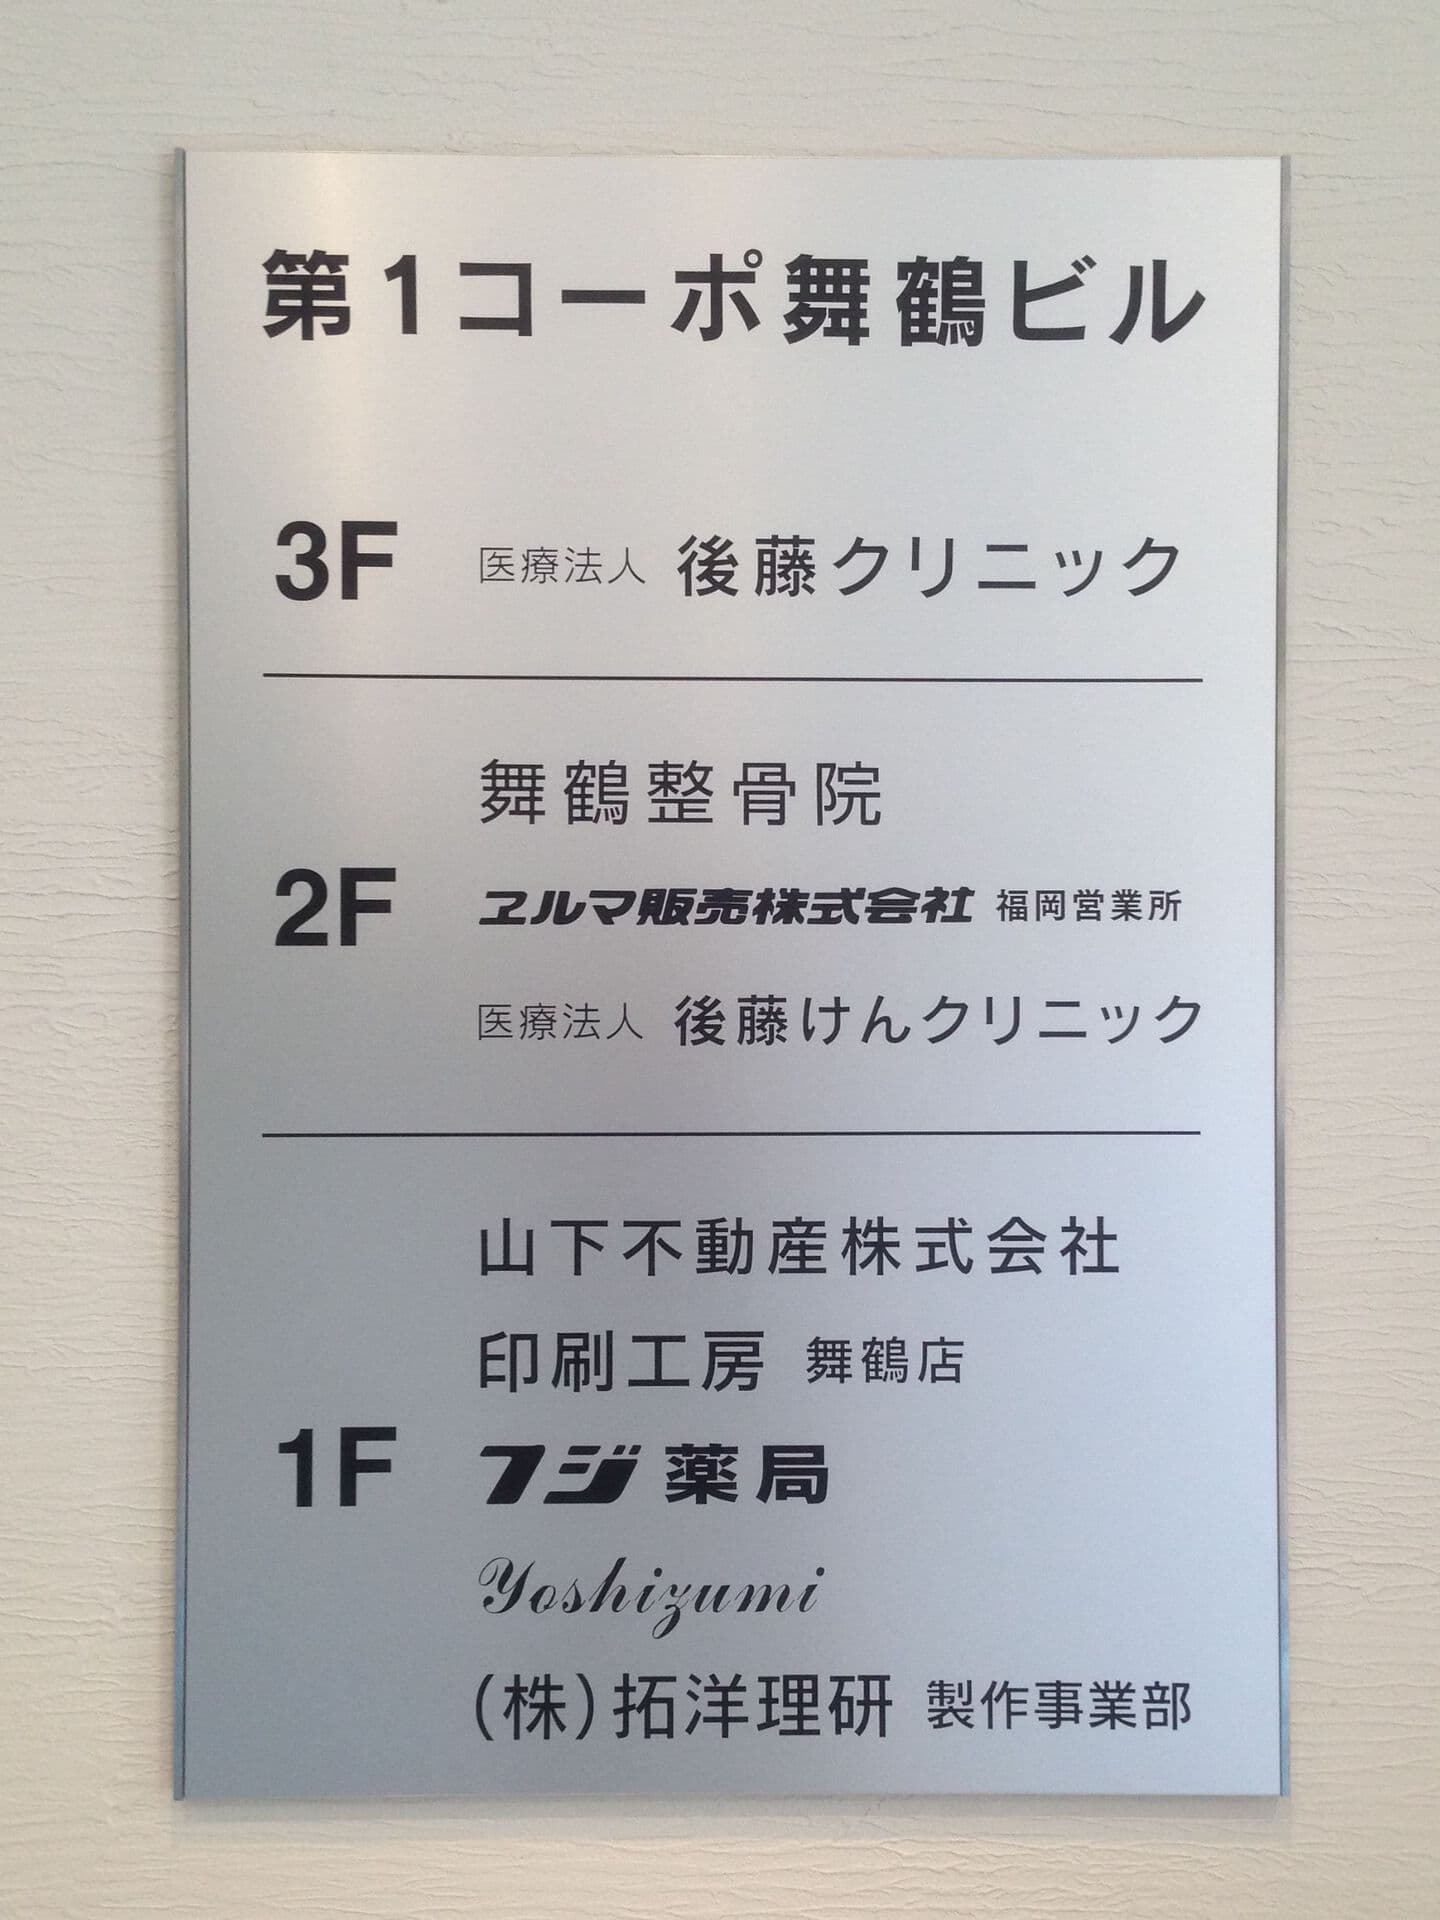 第1コーポ舞鶴ビル
3F 医療法人 後藤クリニック
舞鶴整骨院
2F ヱルマ販売株式会社 福岡営業所
医療法人 後藤けんクリニック
山下不動産株式会社
印刷工房 舞鶴店
1F フジ薬局
Yoshizumi
(株)拓洋理研 製作事業部